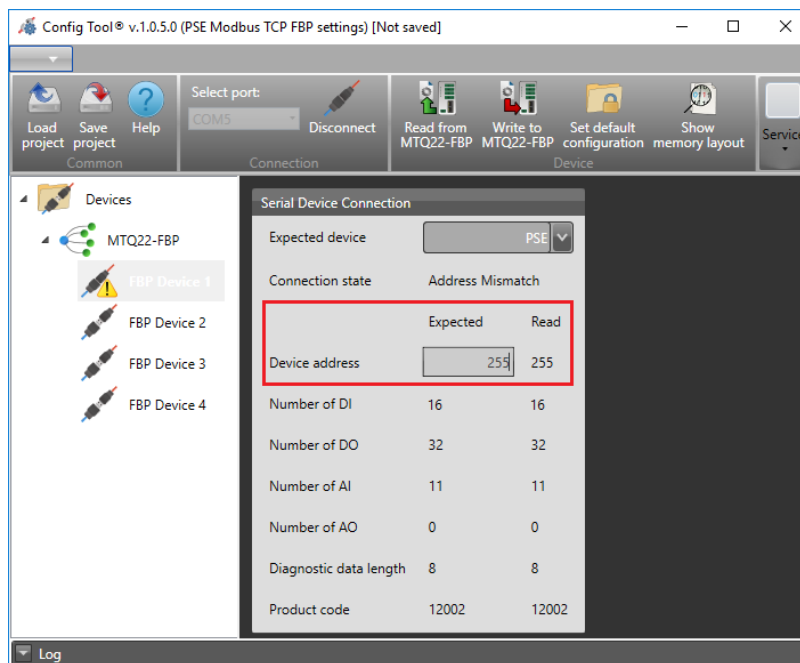 Config Tool® v.1.0.5.0 (PSE Modbus TCP FBP settings) [Not saved]
Load project
Save project
Help
Common
Select port:
COM5
Disconnect
Connection
Read from MTQ22-FBP
Write to MTQ22-FBP
Set default configuration
Show memory layout
Device
Service
Devices
MTQ22-FBP
FBP Device 1
FBP Device 2
FBP Device 3
FBP Device 4
Serial Device Connection
Expected device PSE
Connection state Address Mismatch
Expected Read
Device address 255 255
Number of DI 16 16
Number of DO 32 32
Number of AI 11 11
Number of AO 0 0
Diagnostic data length 8 8
Product code 12002 12002
Log